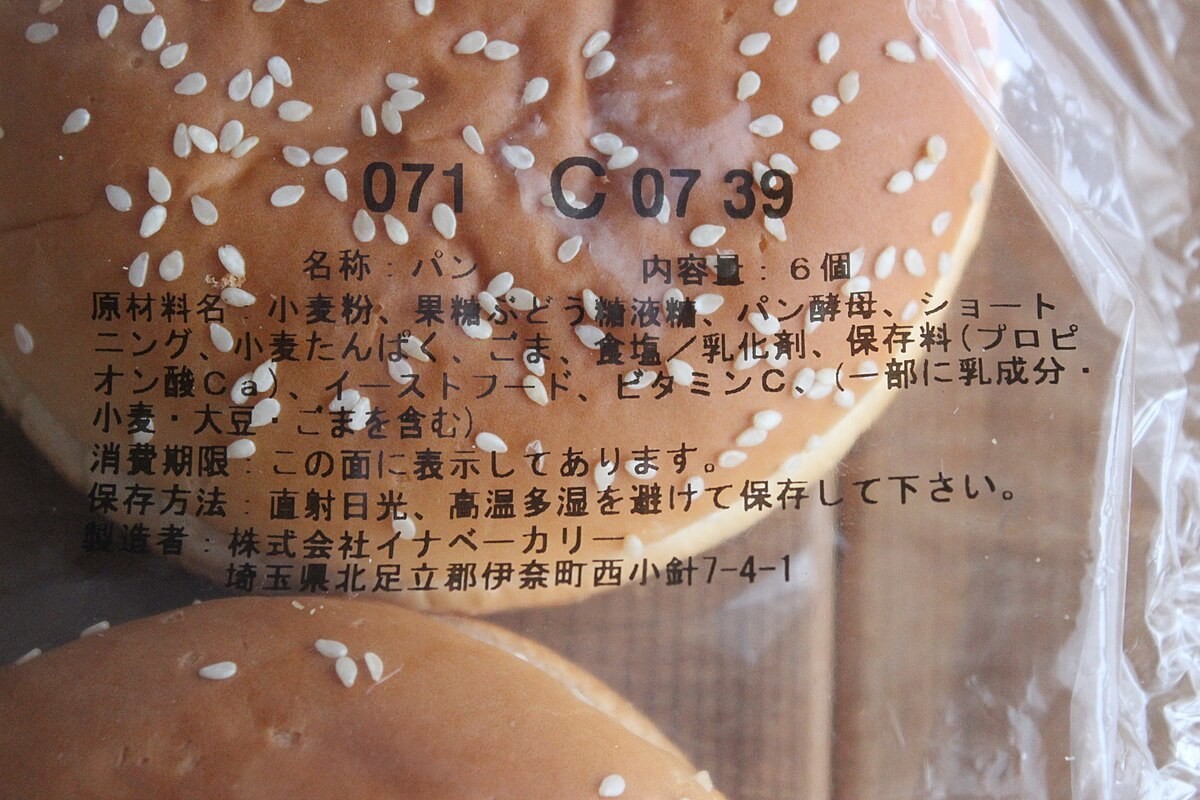 071 C 07 39
名称：パン 内容量：6個
原材料名：小麦粉、果糖ぶどう糖液糖、パン酵母、ショート
ニング、小麦たんぱく、ごま、食塩／乳化剤、保存料(プロピ
オン酸Ca)、イーストフード、ビタミンC、(一部に乳成分・
小麦・大豆・ごまを含む)
消費期限：この面に表示してあります。
保存方法：直射日光、高温多湿を避けて保存して下さい。
製造者：株式会社イナベーカリー
埼玉県北足立郡伊奈町西小針7-4-1